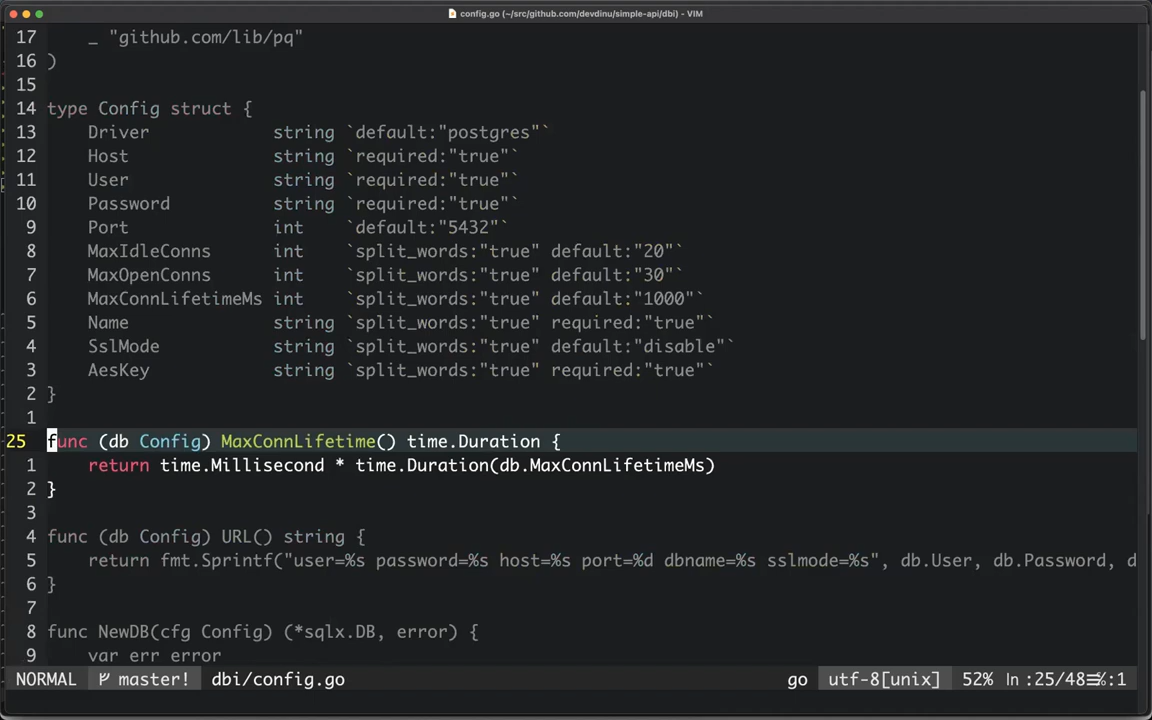 config.go (~/src/github.com/devdinu/simple-api/dbi) - VIM
17 _ "github.com/lib/pq"
16 )
15
14 type Config struct {
13 Driver string `default:"postgres"`
12 Host string `required:"true"`
11 User string `required:"true"`
10 Password string `required:"true"`
9 Port int `default:"5432"`
8 MaxIdleConns int `split_words:"true" default:"20"`
7 MaxOpenConns int `split_words:"true" default:"30"`
6 MaxConnLifetimeMs int `split_words:"true" default:"1000"`
5 Name string `split_words:"true" required:"true"`
4 SslMode string `split_words:"true" default:"disable"`
3 AesKey string `split_words:"true" required:"true"`
2 }
1
25 func (db Config) MaxConnLifetime() time.Duration {
1 return time.Millisecond * time.Duration(db.MaxConnLifetimeMs)
2 }
3
4 func (db Config) URL() string {
5 return fmt.Sprintf("user=%s password=%s host=%s port=%d dbname=%s sslmode=%s", db.User, db.Password, d
6 }
7
8 func NewDB(cfg Config) (*sqlx.DB, error) {
9 var err error
NORMAL master! dbi/config.go go utf-8[unix] 52% ln :25/48≡%:1